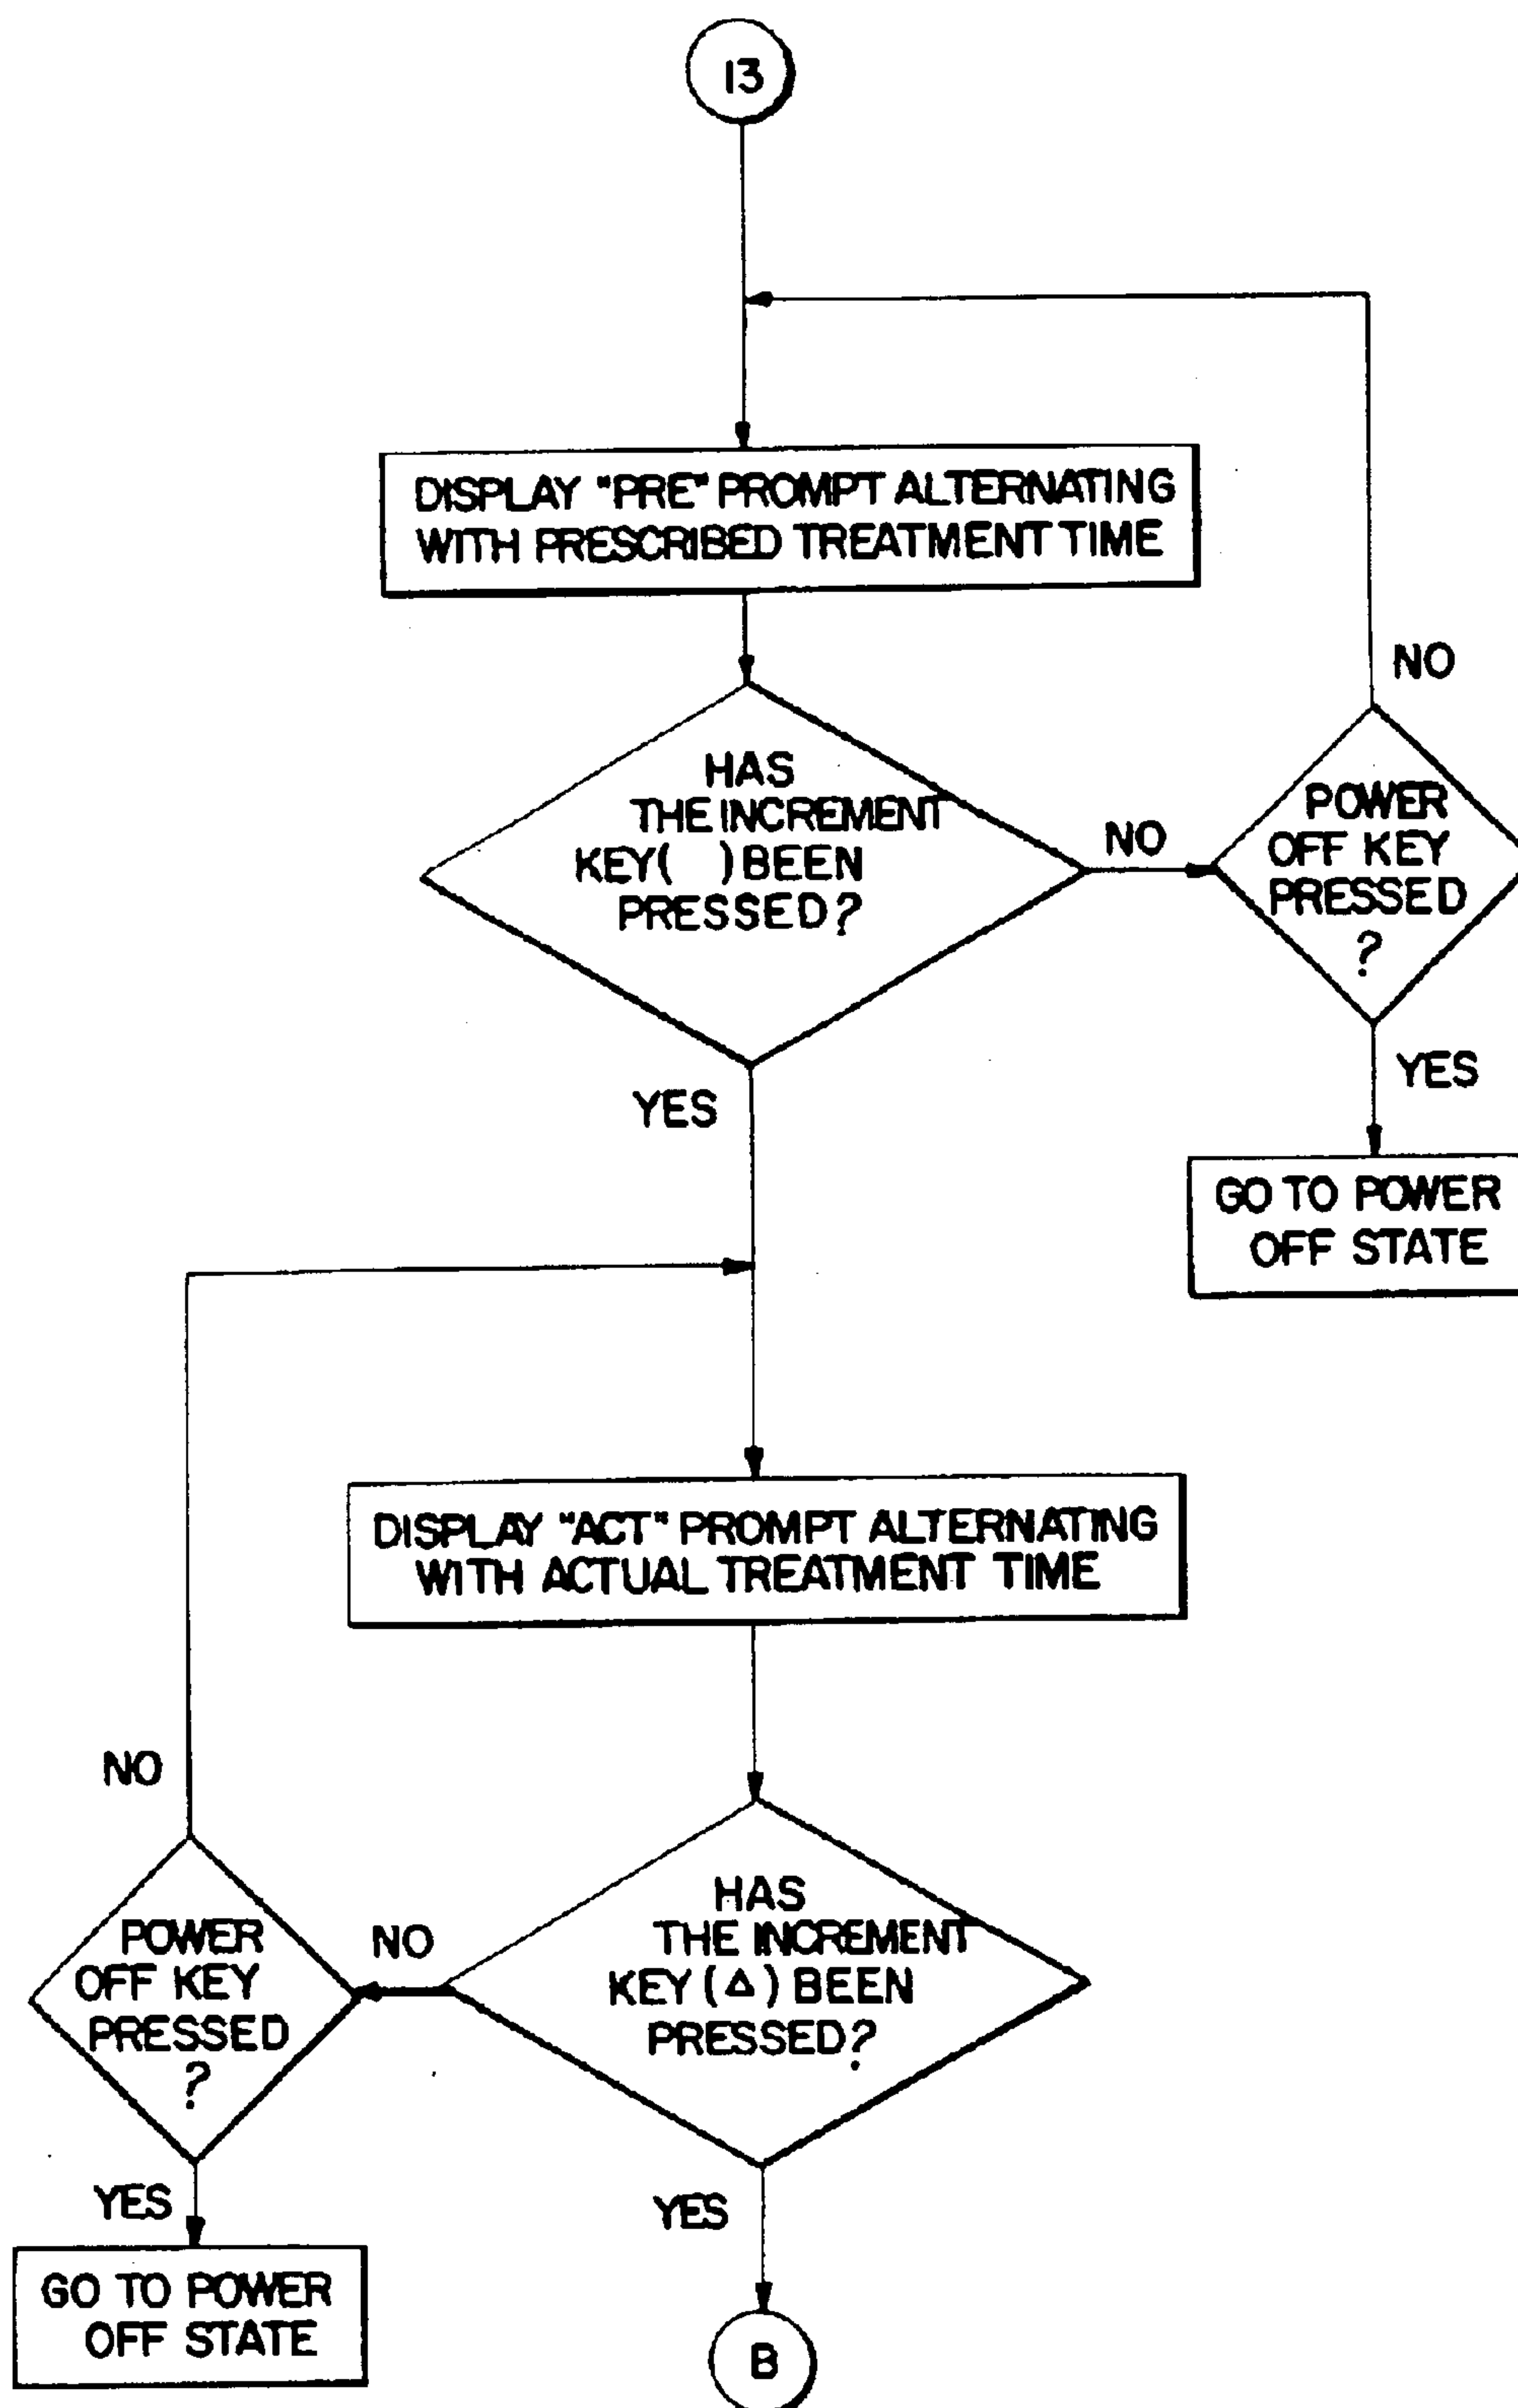 13
DISPLAY "PRE" PROMPT ALTERNATING
WITH PRESCRIBED TREATMENT TIME
HAS
THE INCREMENT
KEY( ) BEEN
PRESSED?
NO
POWER
OFF KEY
PRESSED
?
NO
YES
GO TO POWER
OFF STATE
YES
DISPLAY "ACT" PROMPT ALTERNATING
WITH ACTUAL TREATMENT TIME
HAS
THE INCREMENT
KEY (Δ) BEEN
PRESSED?
NO
POWER
OFF KEY
PRESSED
?
NO
YES
GO TO POWER
OFF STATE
YES
B